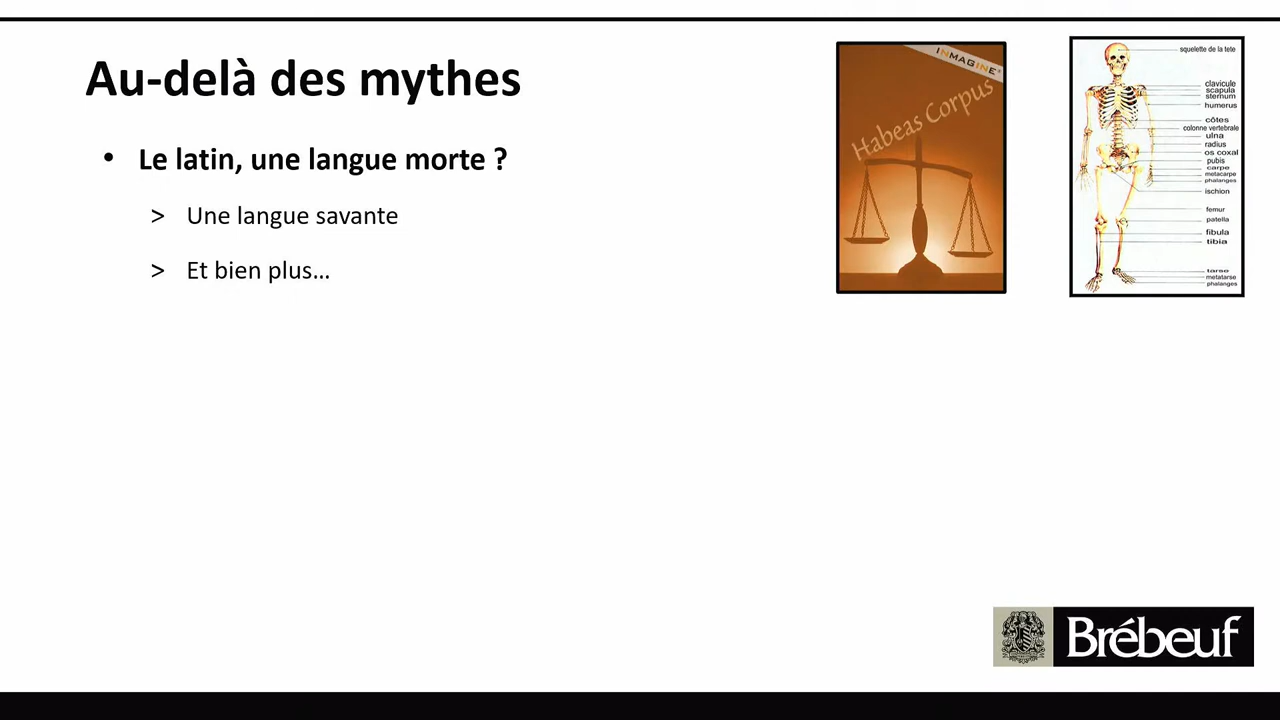 Au-delà des mythes
• Le latin, une langue morte ?
> Une langue savante
> Et bien plus…
INMAGINE
Habeas Corpus
squelette de la tete
clavicule
scapula
sternum
humerus
côtes
colonne vertebrale
ulna
radius
os coxal
pubis
carpe
metacarpe
phalanges
ischion
femur
patella
fibula
tibia
tarse
metatarse
phalanges
Brébeuf